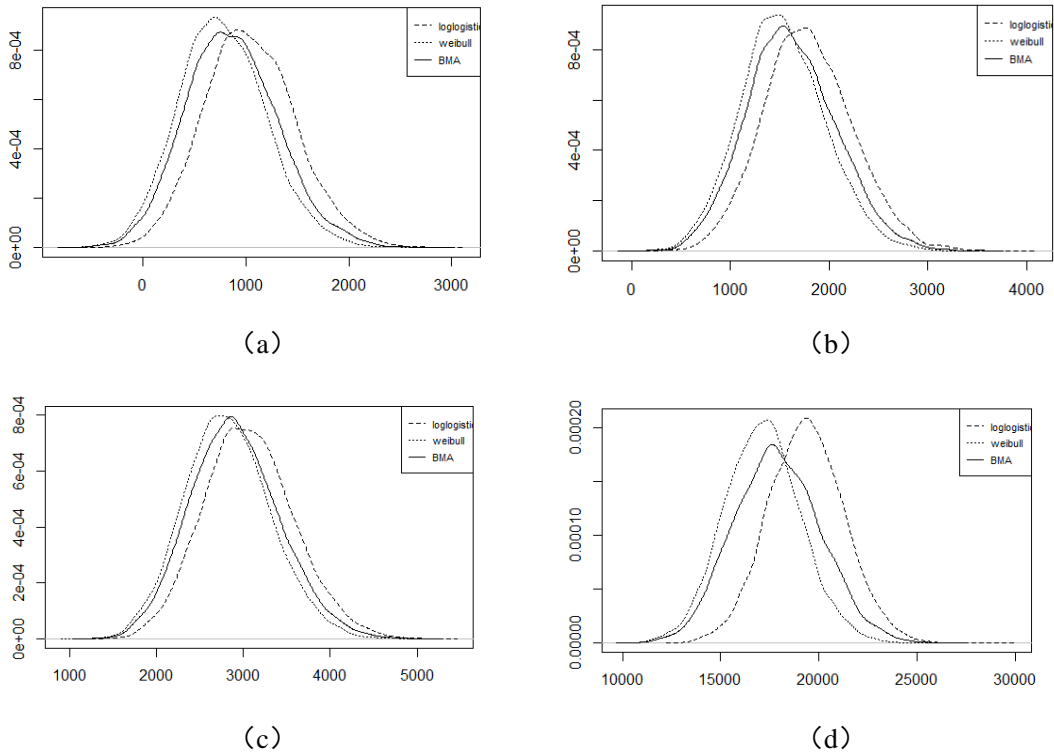 loglogistic
weibull
BMA
0e+00
4e-04
8e-04
0
1000
2000
3000
(a)
loglogistic
weibull
BMA
0e+00
4e-04
8e-04
0
1000
2000
3000
4000
(b)
loglogistic
weibull
BMA
0e+00
2e-04
4e-04
6e-04
8e-04
1000
2000
3000
4000
5000
(c)
loglogistic
weibull
BMA
0.00000
0.00010
0.00020
10000
15000
20000
25000
30000
(d)